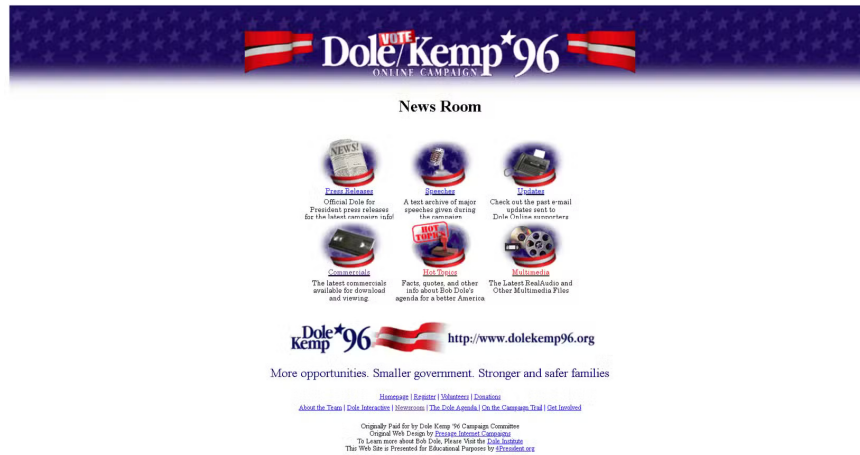 VOTE
Dole/Kemp★96
ONLINE CAMPAIGN
News Room
NEWS!
Press Releases
Official Dole for
President press releases
for the latest campaign info!
Speeches
A text archive of major
speeches given during
the campaign
Updates
Check out the past e-mail
updates sent to
Dole Online supporters
Commercials
The latest commercials
available for download
and viewing.
HOT TOPIC
Hot Topics
Facts, quotes, and other
info about Bob Dole's
agenda for a better America
Multimedia
The Latest RealAudio and
Other Multimedia Files
Dole★
Kemp '96
http://www.dolekemp96.org
More opportunities. Smaller government. Stronger and safer families
Homepage | Register | Volunteers | Donations
About the Team | Dole Interactive | Newsroom | The Dole Agenda | On the Campaign Trail | Get Involved
Originally Paid for by Dole Kemp '96 Campaign Committee
Original Web Design by Presage Internet Campaigns
To Learn more about Bob Dole, Please Visit the Dole Institute
This Web Site is Presented for Educational Purposes by 4President.org